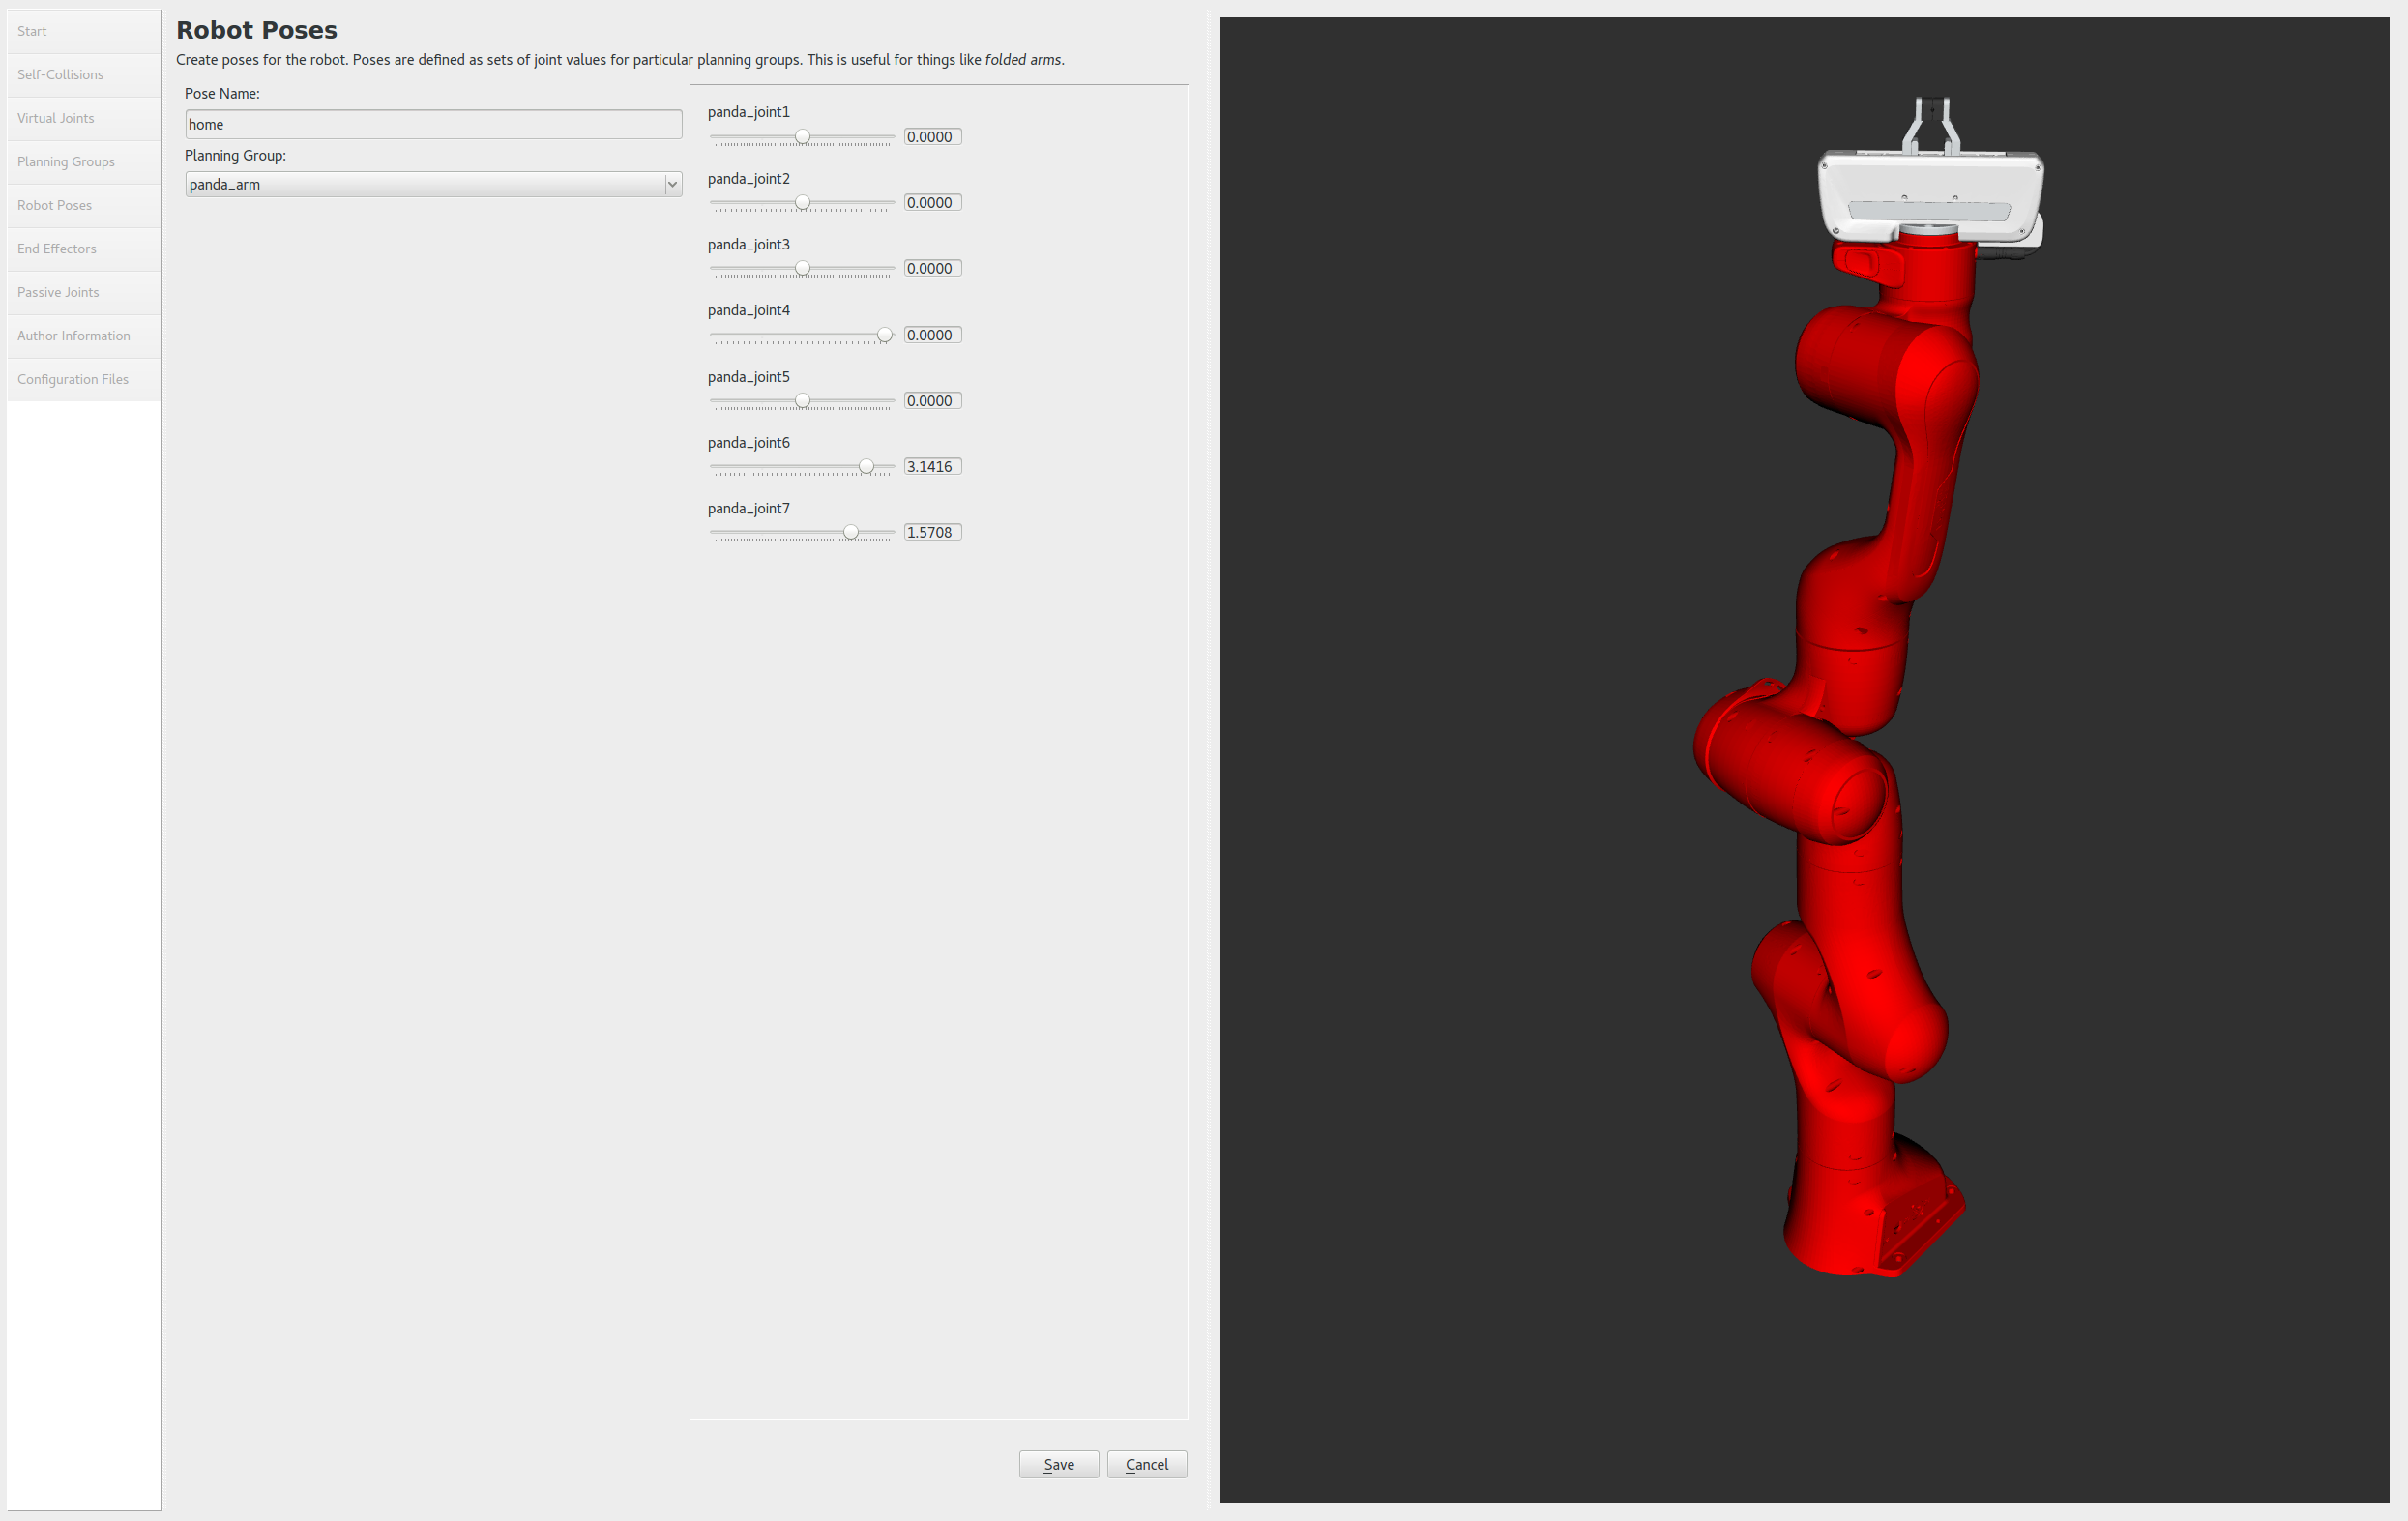 Start
Self-Collisions
Virtual Joints
Planning Groups
Robot Poses
End Effectors
Passive Joints
Author Information
Configuration Files
Robot Poses
Create poses for the robot. Poses are defined as sets of joint values for particular planning groups. This is useful for things like folded arms.
Pose Name:
home
Planning Group:
panda_arm
panda_joint1
0.0000
panda_joint2
0.0000
panda_joint3
0.0000
panda_joint4
0.0000
panda_joint5
0.0000
panda_joint6
3.1416
panda_joint7
1.5708
Save
Cancel